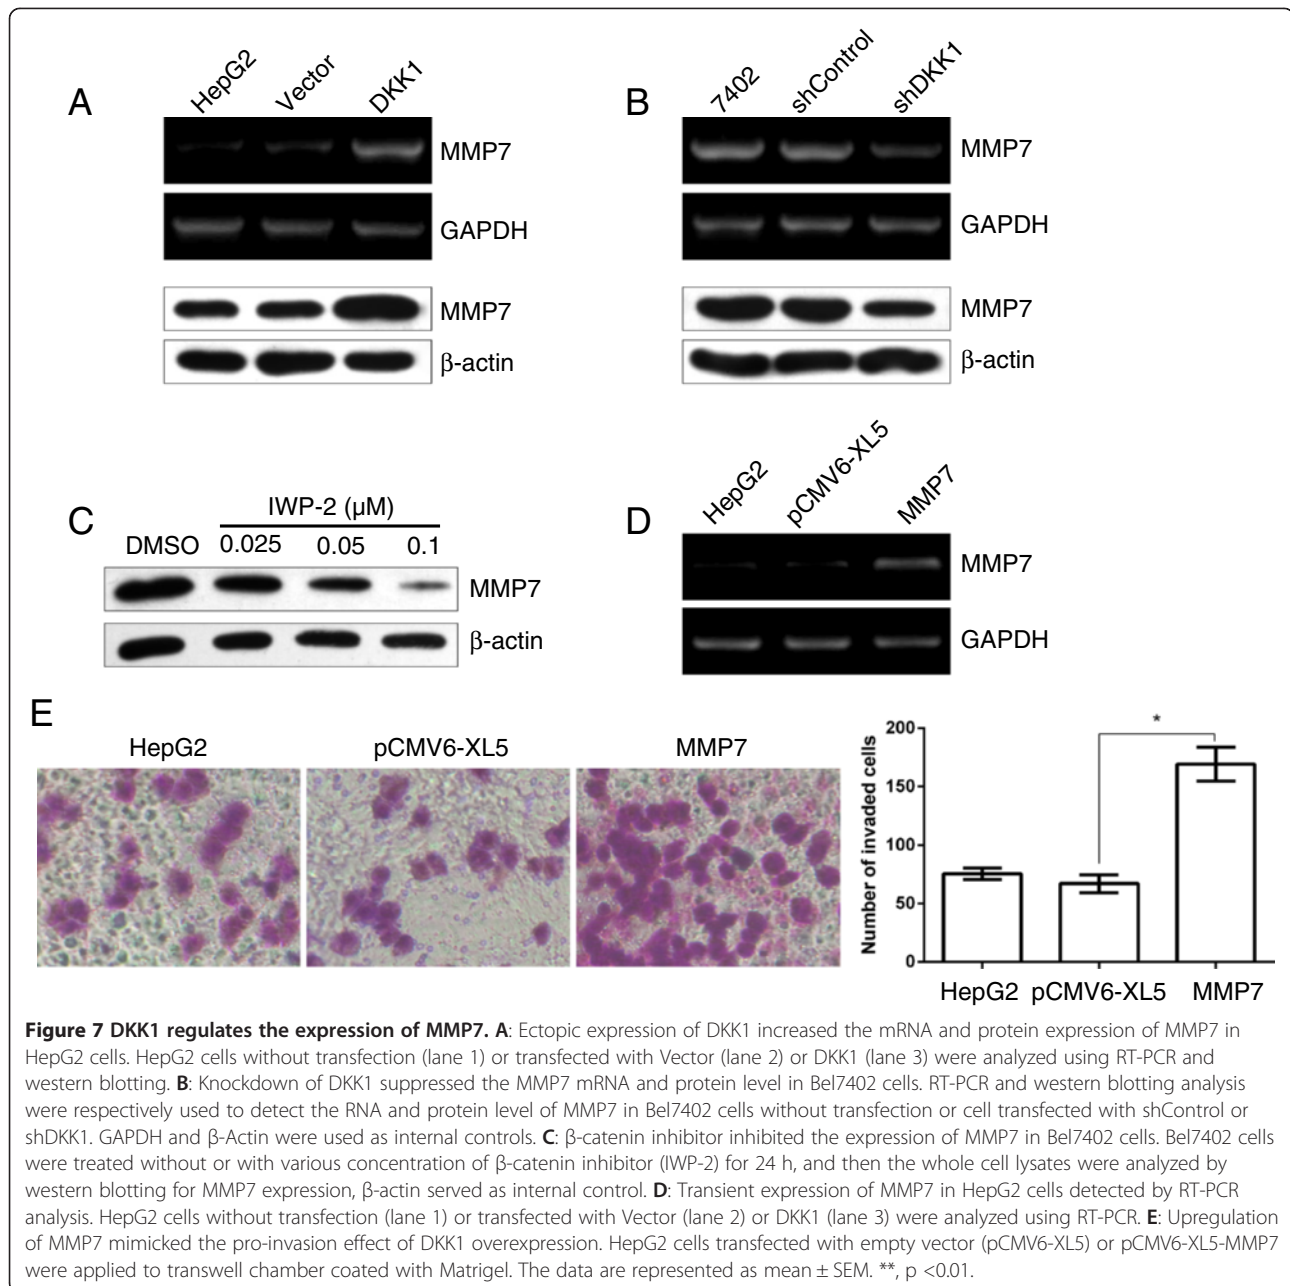 A
HepG2 Vector DKK1
MMP7
GAPDH
MMP7
β-actin
B
7402 shControl shDKK1
MMP7
GAPDH
MMP7
β-actin
C
IWP-2 (µM)
DMSO 0.025 0.05 0.1
MMP7
β-actin
D
HepG2 pCMV6-XL5 MMP7
MMP7
GAPDH
E
HepG2 pCMV6-XL5 MMP7
Number of invaded cells
200
150
100
50
0
*
HepG2 pCMV6-XL5 MMP7
Figure 7 DKK1 regulates the expression of MMP7. A: Ectopic expression of DKK1 increased the mRNA and protein expression of MMP7 in
HepG2 cells. HepG2 cells without transfection (lane 1) or transfected with Vector (lane 2) or DKK1 (lane 3) were analyzed using RT-PCR and
western blotting. B: Knockdown of DKK1 suppressed the MMP7 mRNA and protein level in Bel7402 cells. RT-PCR and western blotting analysis
were respectively used to detect the RNA and protein level of MMP7 in Bel7402 cells without transfection or cell transfected with shControl or
shDKK1. GAPDH and β-Actin were used as internal controls. C: β-catenin inhibitor inhibited the expression of MMP7 in Bel7402 cells. Bel7402 cells
were treated without or with various concentration of β-catenin inhibitor (IWP-2) for 24 h, and then the whole cell lysates were analyzed by
western blotting for MMP7 expression, β-actin served as internal control. D: Transient expression of MMP7 in HepG2 cells detected by RT-PCR
analysis. HepG2 cells without transfection (lane 1) or transfected with Vector (lane 2) or DKK1 (lane 3) were analyzed using RT-PCR. E: Upregulation
of MMP7 mimicked the pro-invasion effect of DKK1 overexpression. HepG2 cells transfected with empty vector (pCMV6-XL5) or pCMV6-XL5-MMP7
were applied to transwell chamber coated with Matrigel. The data are represented as mean ± SEM. **, p <0.01.